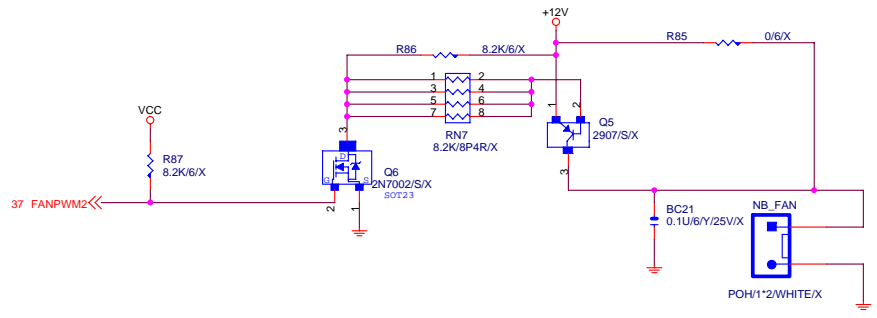 +12V
R86
8.2K/6/X
R85
0/6/X
1
2
3
4
5
6
7
8
RN7
8.2K/8P4R/X
1
2
Q5
2907/S/X
3
VCC
R87
8.2K/6/X
3
D
G
S
Q6
2N7002/S/X
SOT23
2
1
37 FANPWM2
BC21
0.1U/6/Y/25V/X
NB_FAN
POH/1*2/WHITE/X